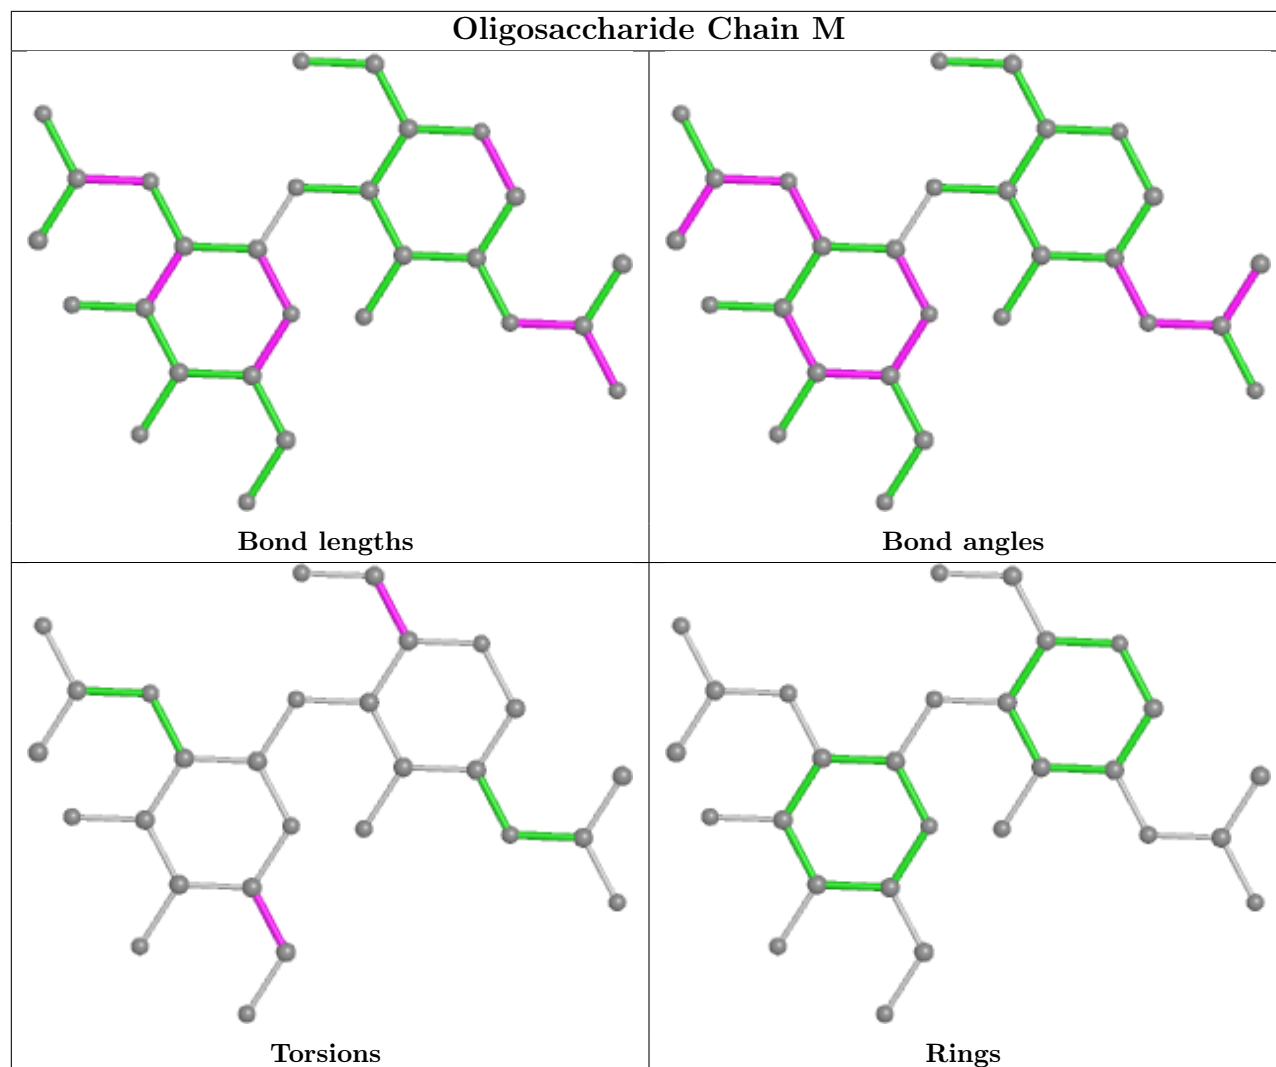 Oligosaccharide Chain M
Bond lengths
Bond angles
Torsions
Rings